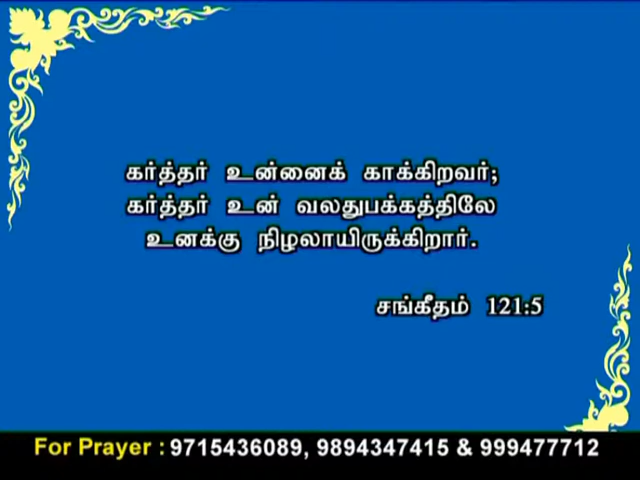 கர்த்தர் உன்னைக் காக்கிறவர்;
கர்த்தர் உன் வலதுபக்கத்திலே
உனக்கு நிழலாயிருக்கிறார்.
சங்கீதம் 121:5
For Prayer : 9715436089, 9894347415 & 999477712